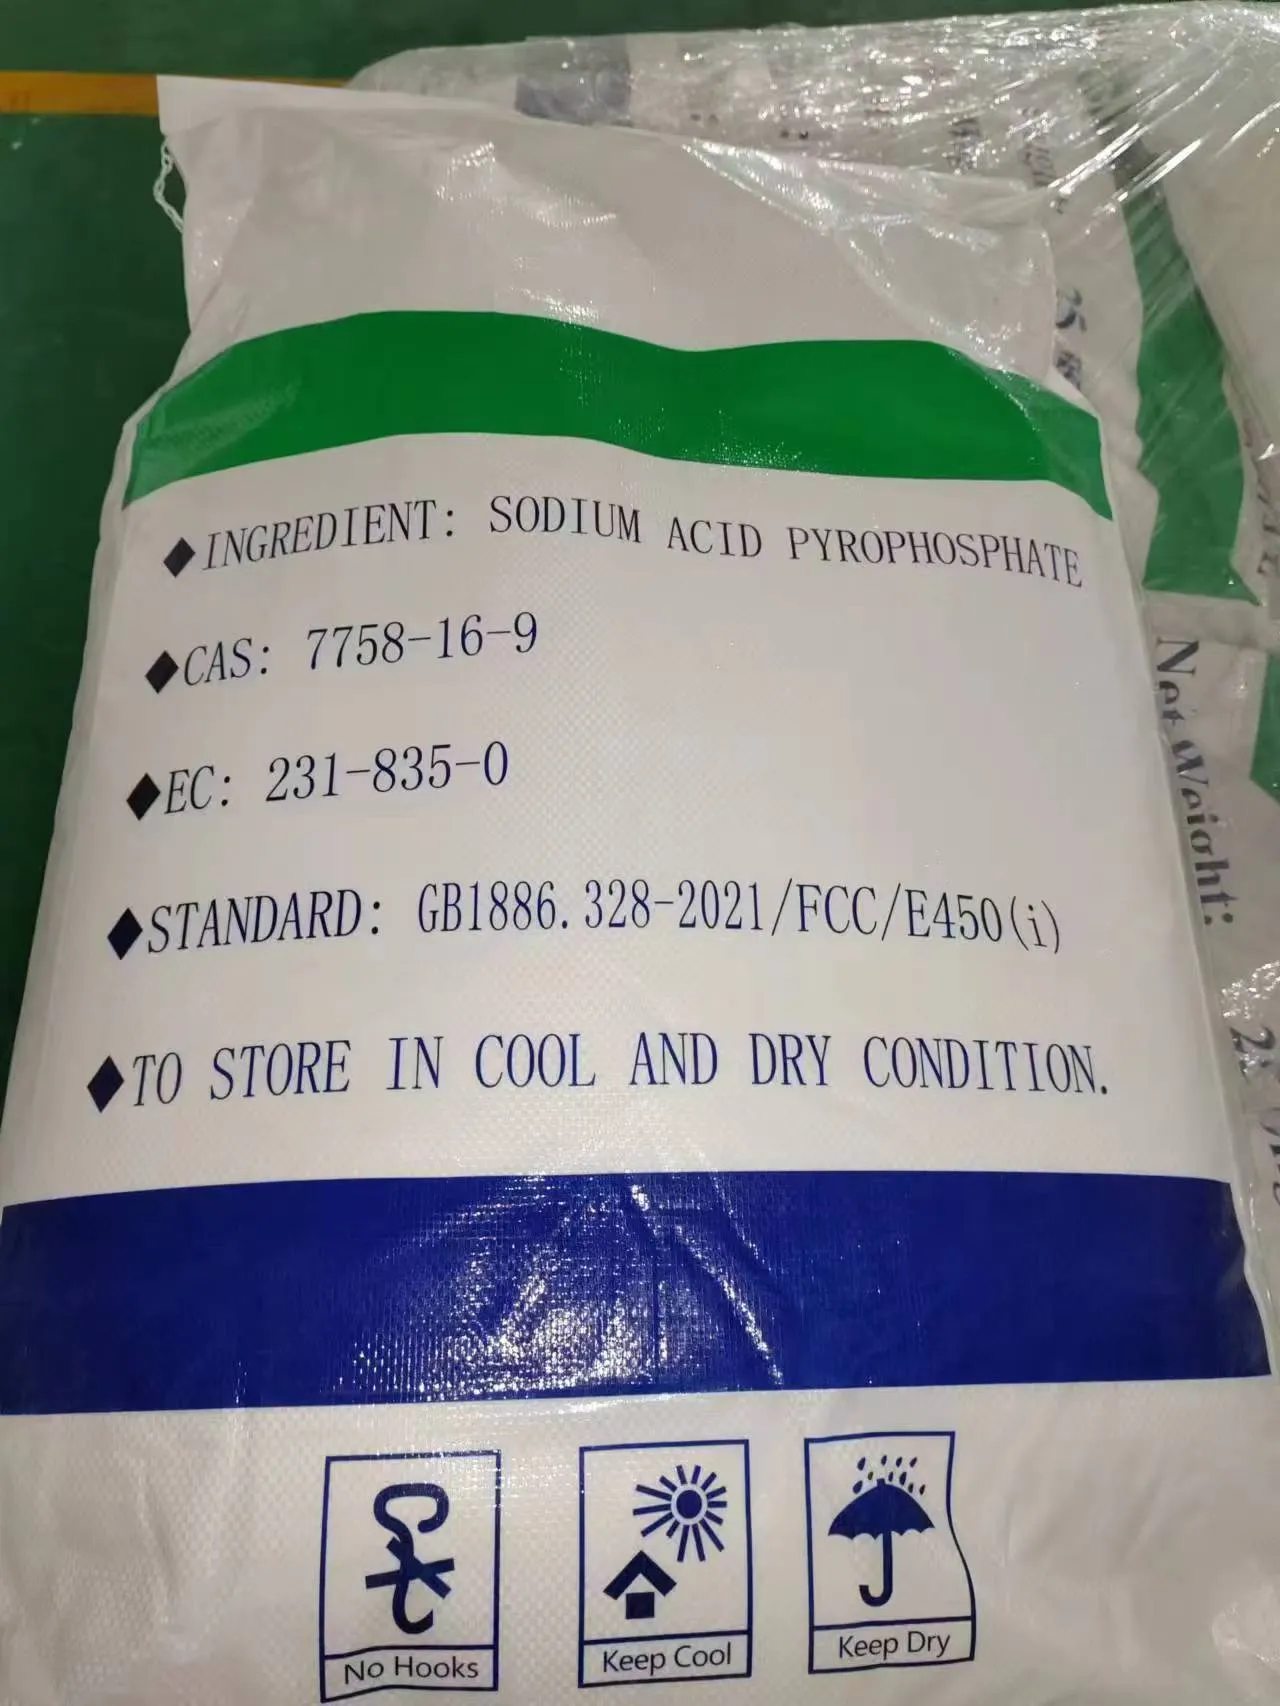 ◆INGREDIENT: SODIUM ACID PYROPHOSPHATE
◆CAS: 7758-16-9
◆EC: 231-835-0
◆STANDARD: GB1886.328-2021/FCC/E450(i)
◆TO STORE IN COOL AND DRY CONDITION.
No Hooks
Keep Cool
Keep Dry
Net Weight:
25